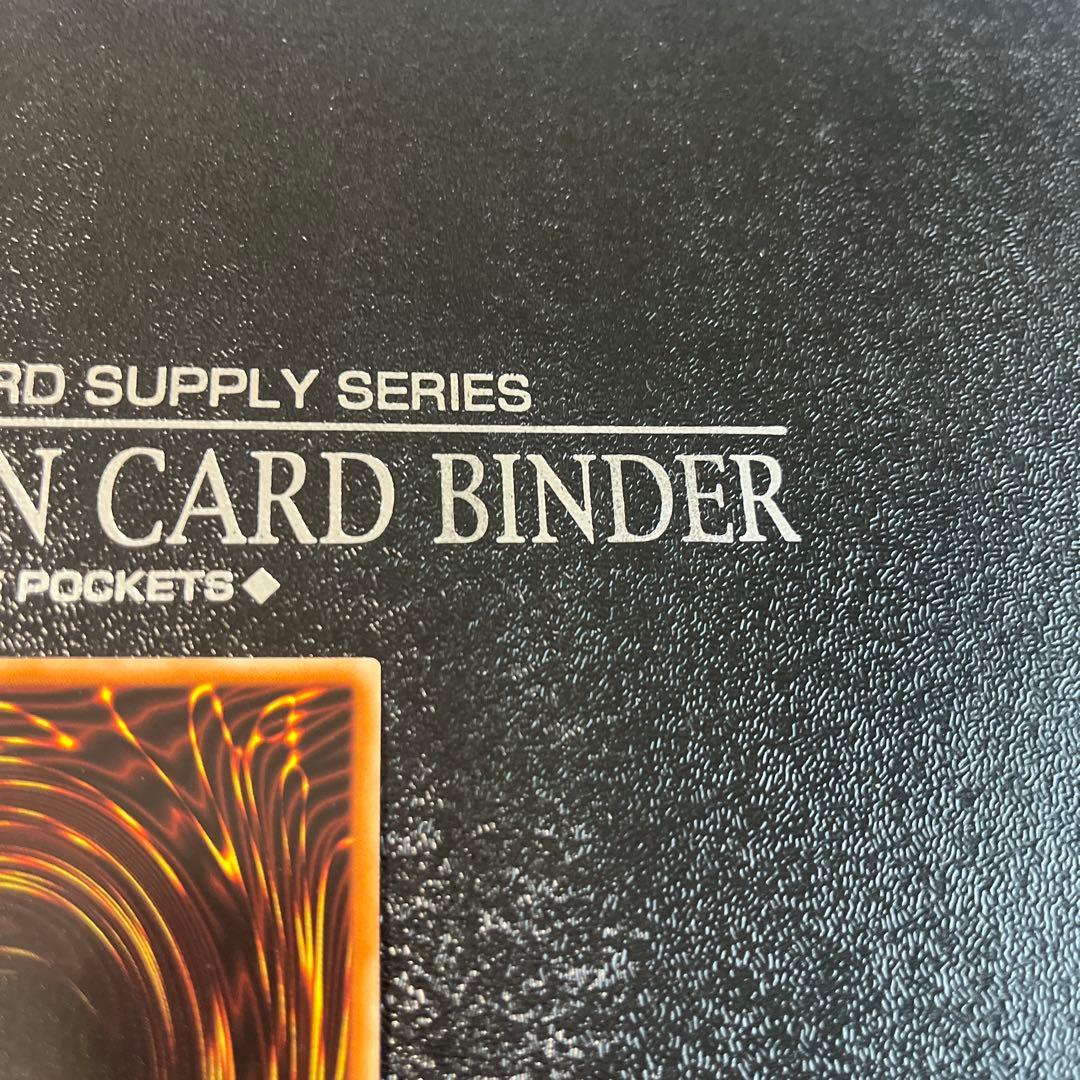 RD SUPPLY SERIES
N CARD BINDER
POCKETS◆